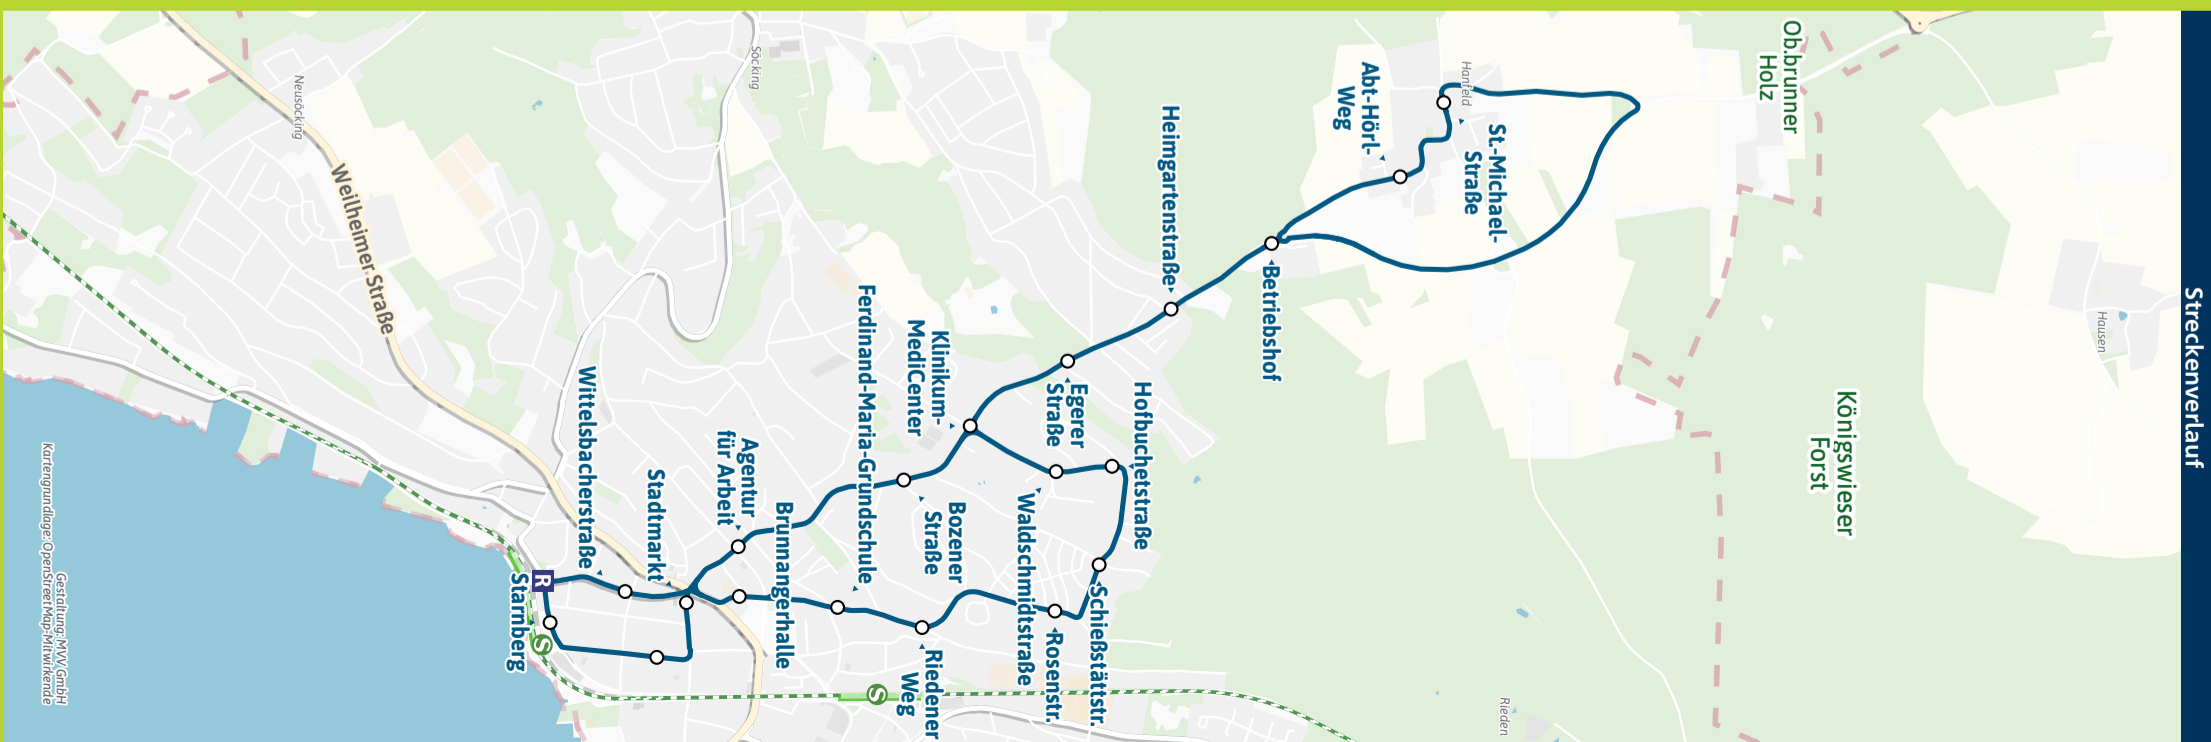 Streckenverlauf
Hausen
Königswieser
Forst
Ob.brunner
Holz
Rieden
St.-Michael-
Straße
Hanfeld
Abt-Hörl-
Weg
Betriebshof
Heimgartenstraße
Hofbuchetstraße
Egerer
Straße
Schießstättstr.
Rosenstr.
Waldschmidtstraße
Klinikum-
MediCenter
Bozener
Straße
Riedener
Weg
Ferdinand-Maria-Grundschule
Brunnangerhalle
Agentur
für Arbeit
Stadtmarkt
Wittelsbacherstraße
R
S
S
Starnberg
Söcking
Weilheimer Straße
Neusöcking
Gestaltung: MVV GmbH
Kartengrundlage: OpenStreetMap-Mitwirkende